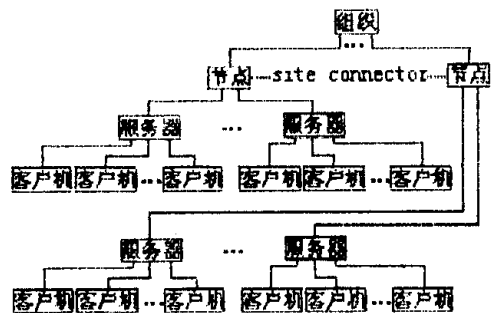 组织
...
节点 site connector 节点
服务器 ... 服务器
客户机 客户机 ... 客户机 客户机 客户机 ... 客户机
服务器 ... 服务器
客户机 客户机 ... 客户机 客户机 客户机 ... 客户机